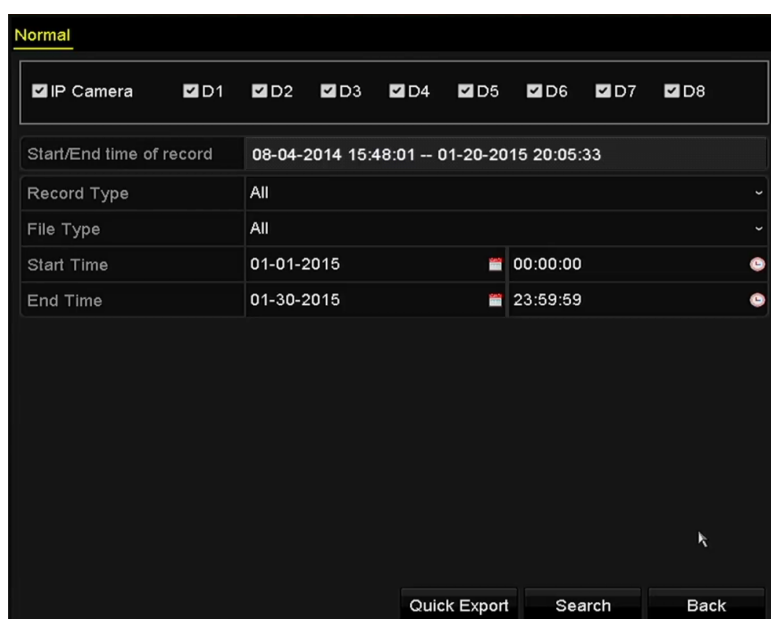 Normal
IP Camera D1 D2 D3 D4 D5 D6 D7 D8
Start/End time of record 08-04-2014 15:48:01 -- 01-20-2015 20:05:33
Record Type All
File Type All
Start Time 01-01-2015 00:00:00
End Time 01-30-2015 23:59:59
Quick Export Search Back